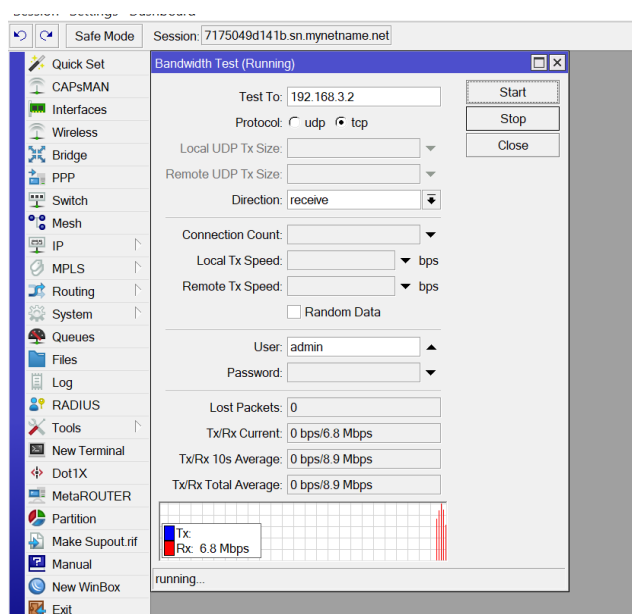 Session Settings Dashboard
Safe Mode Session: 7175049d141b.sn.mynetname.net
Quick Set
CAPsMAN
Interfaces
Wireless
Bridge
PPP
Switch
Mesh
IP
MPLS
Routing
System
Queues
Files
Log
RADIUS
Tools
New Terminal
Dot1X
MetaROUTER
Partition
Make Supout.rif
Manual
New WinBox
Exit
Bandwidth Test (Running)
Test To: 192.168.3.2
Protocol: udp tcp
Local UDP Tx Size:
Remote UDP Tx Size:
Direction: receive
Connection Count:
Local Tx Speed: bps
Remote Tx Speed: bps
Random Data
User: admin
Password:
Lost Packets: 0
Tx/Rx Current: 0 bps/6.8 Mbps
Tx/Rx 10s Average: 0 bps/8.9 Mbps
Tx/Rx Total Average: 0 bps/8.9 Mbps
Tx:
Rx: 6.8 Mbps
running...
Start
Stop
Close